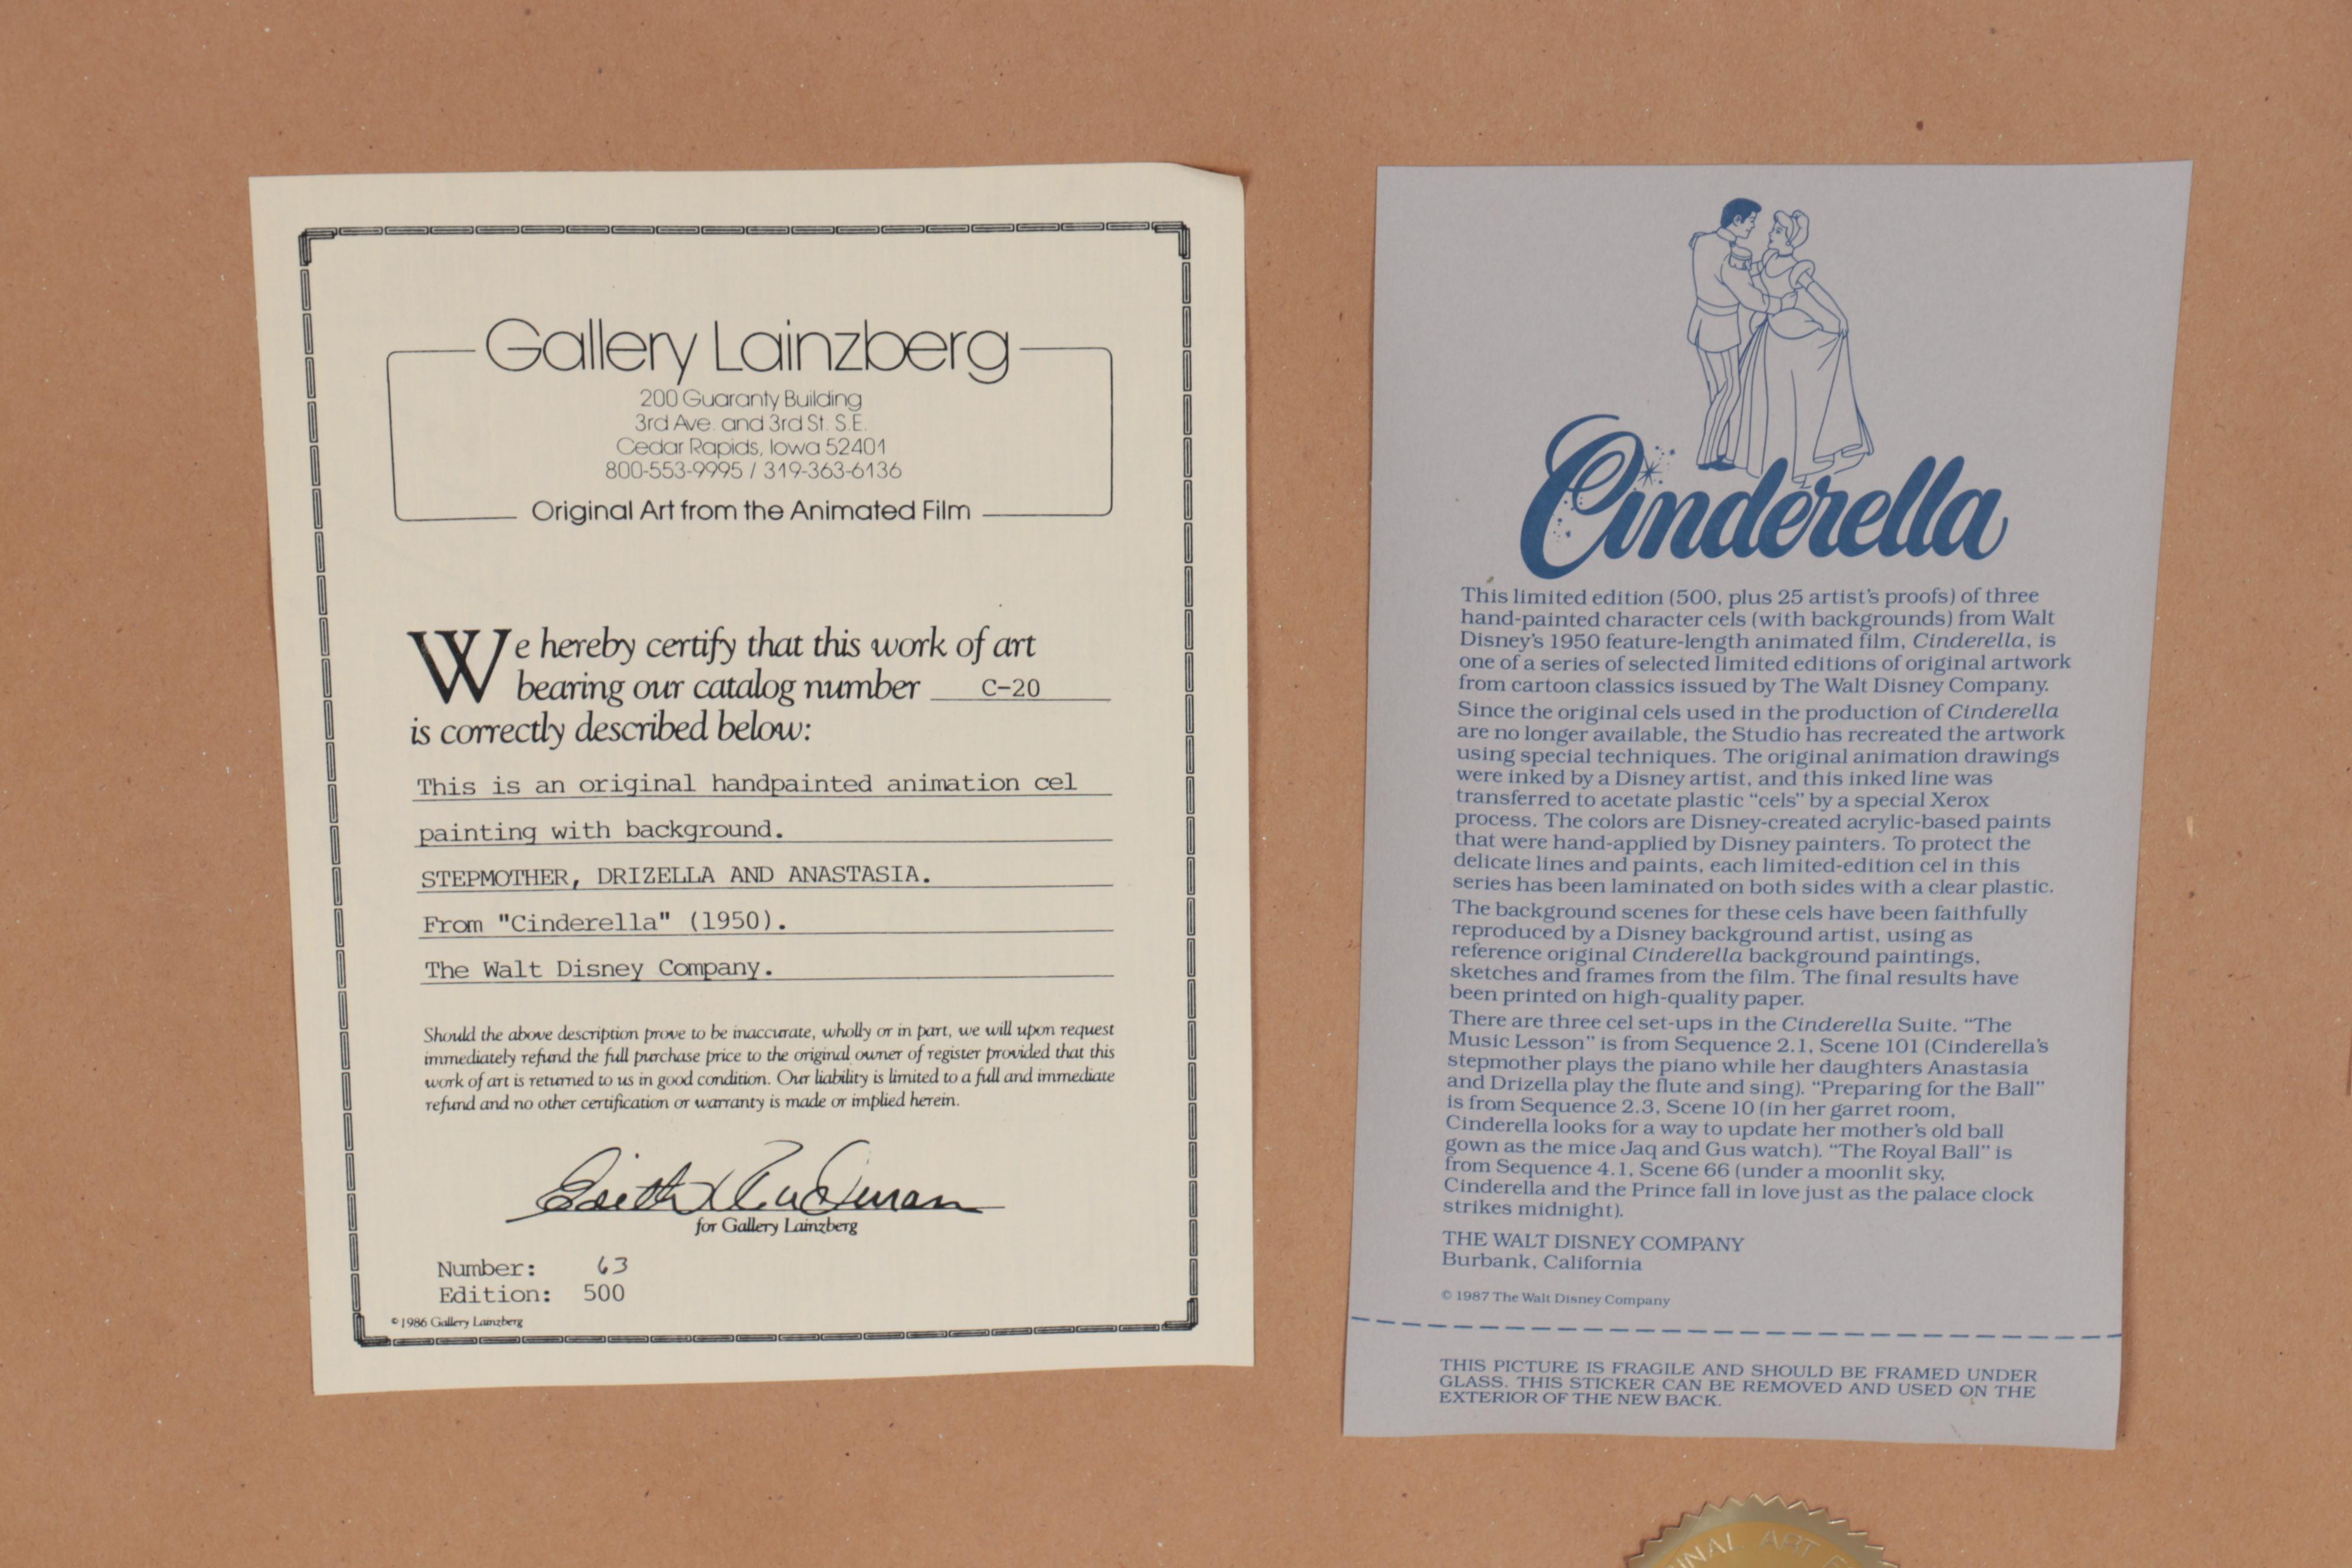 Gallery Lainzberg
200 Guaranty Building
3rd Ave. and 3rd St. S.E.
Cedar Rapids, Iowa 52401
800-553-9995 / 319-363-6136
Original Art from the Animated Film
We hereby certify that this work of art
bearing our catalog number C-20
is correctly described below:
This is an original handpainted animation cel
painting with background.
STEPMOTHER, DRIZELLA AND ANASTASIA.
From "Cinderella" (1950).
The Walt Disney Company.
Should the above description prove to be inaccurate, wholly or in part, we will upon request
immediately refund the full purchase price to the original owner of register provided that this
work of art is returned to us in good condition. Our liability is limited to a full and immediate
refund and no other certification or warranty is made or implied herein.
for Gallery Lainzberg
Number: 63
Edition: 500
© 1986 Gallery Lainzberg
Cinderella
This limited edition (500, plus 25 artist's proofs) of three
hand-painted character cels (with backgrounds) from Walt
Disney's 1950 feature-length animated film, Cinderella, is
one of a series of selected limited editions of original artwork
from cartoon classics issued by The Walt Disney Company.
Since the original cels used in the production of Cinderella
are no longer available, the Studio has recreated the artwork
using special techniques. The original animation drawings
were inked by a Disney artist, and this inked line was
transferred to acetate plastic “cels” by a special Xerox
process. The colors are Disney-created acrylic-based paints
that were hand-applied by Disney painters. To protect the
delicate lines and paints, each limited-edition cel in this
series has been laminated on both sides with a clear plastic.
The background scenes for these cels have been faithfully
reproduced by a Disney background artist, using as
reference original Cinderella background paintings,
sketches and frames from the film. The final results have
been printed on high-quality paper.
There are three cel set-ups in the Cinderella Suite. “The
Music Lesson” is from Sequence 2.1, Scene 101 (Cinderella's
stepmother plays the piano while her daughters Anastasia
and Drizella play the flute and sing). “Preparing for the Ball”
is from Sequence 2.3, Scene 10 (in her garret room,
Cinderella looks for a way to update her mother's old ball
gown as the mice Jaq and Gus watch). “The Royal Ball” is
from Sequence 4.1, Scene 66 (under a moonlit sky,
Cinderella and the Prince fall in love just as the palace clock
strikes midnight).
THE WALT DISNEY COMPANY
Burbank, California
© 1987 The Walt Disney Company
THIS PICTURE IS FRAGILE AND SHOULD BE FRAMED UNDER
GLASS. THIS STICKER CAN BE REMOVED AND USED ON THE
EXTERIOR OF THE NEW BACK.
ART